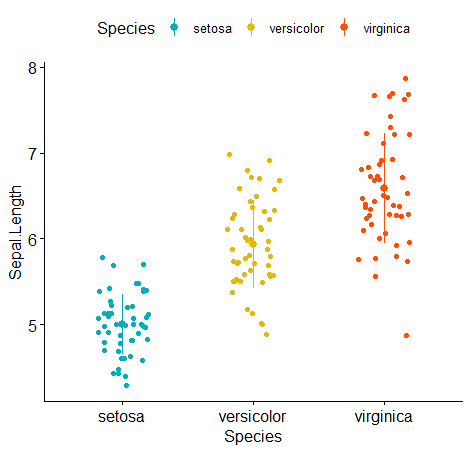 Species setosa versicolor virginica
8
7
6
5
Sepal.Length
setosa versicolor virginica
Species